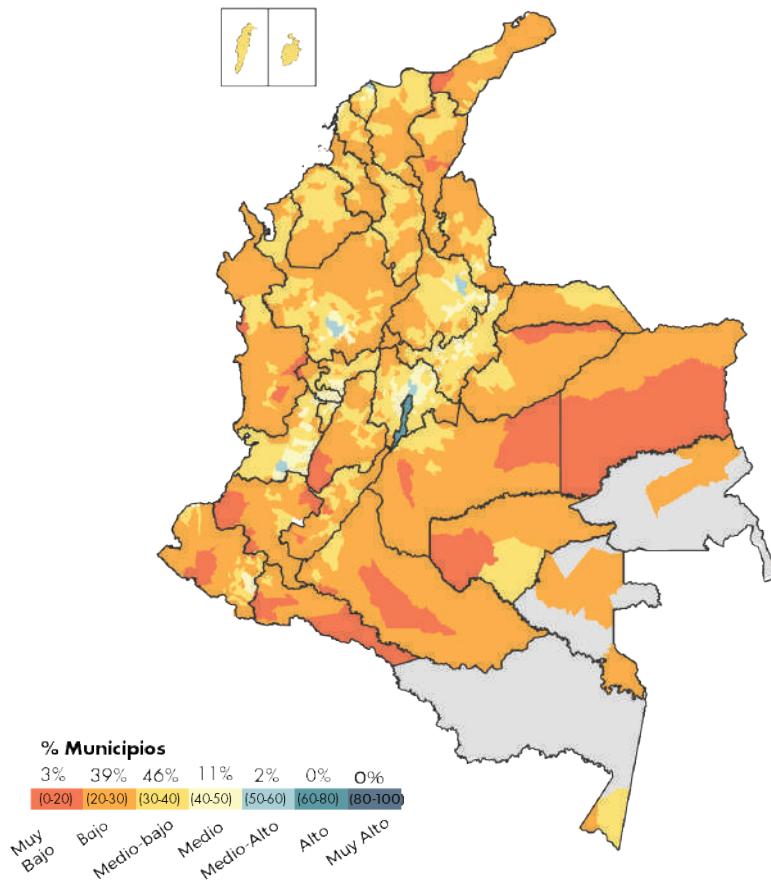 % Municipios
3% 39% 46% 11% 2% 0% 0%
(0-20) (20-30) (30-40) (40-50) (50-60) (60-80) (80-100)
Muy Bajo Bajo Medio-bajo Medio Medio-Alto Alto Muy Alto